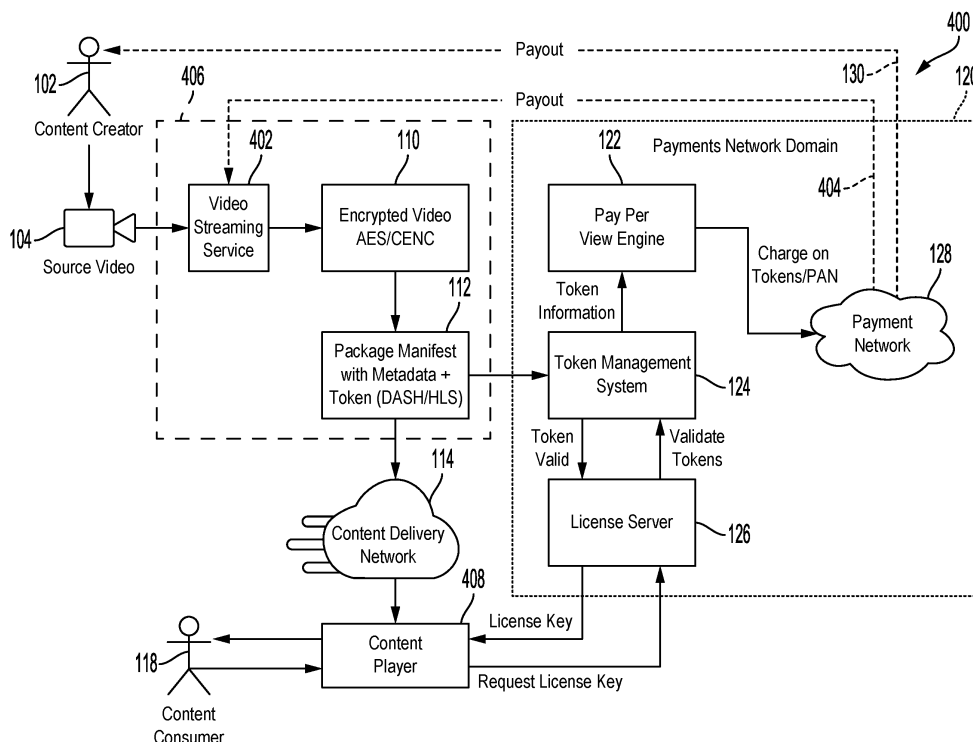 400
Payout
130
120
102
406
Payout
Content Creator
402
110
122
Payments Network Domain
404
Video
Streaming
Service
Encrypted Video
AES/CENC
Pay Per
View Engine
104
Source Video
Charge on
Tokens/PAN
128
112
Token
Information
Payment
Network
Package Manifest
with Metadata +
Token (DASH/HLS)
Token Management
System
124
Token
Valid
Validate
Tokens
114
Content Delivery
Network
License Server
126
408
License Key
118
Content
Player
Request License Key
Content
Consumer